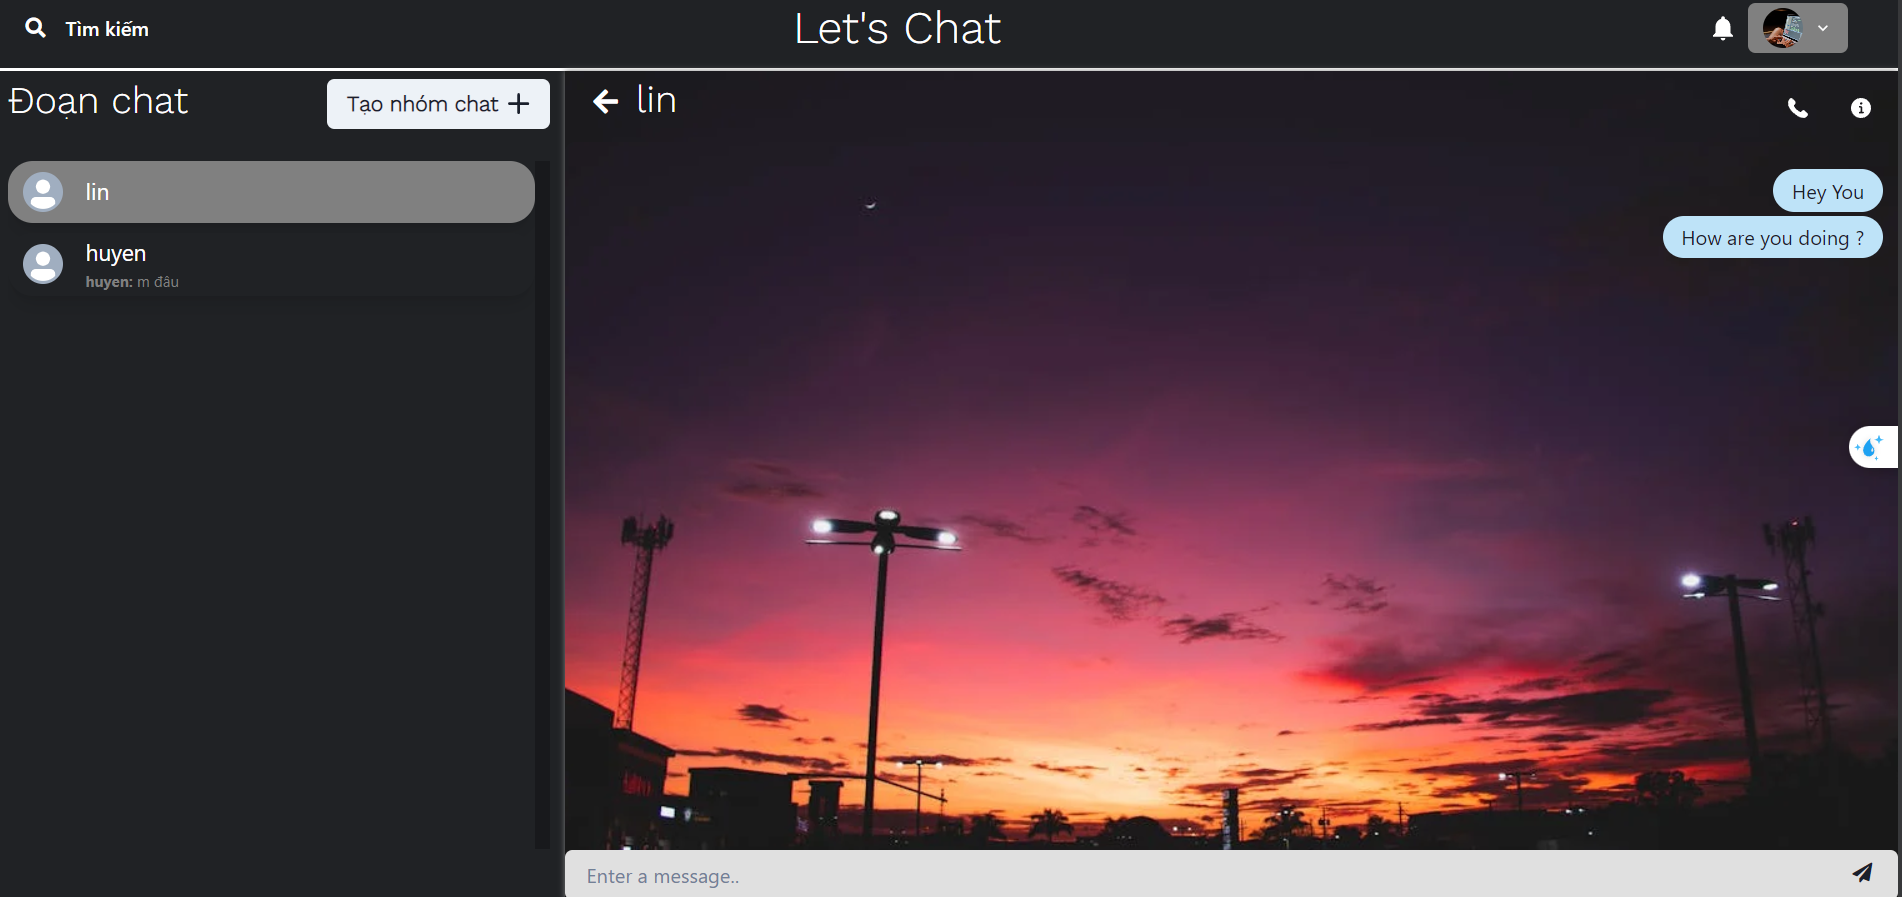 Tìm kiếm
Let's Chat
Đoạn chat
Tạo nhóm chat
lin
huyen
huyen: m đâu
lin
Hey You
How are you doing ?
Enter a message..